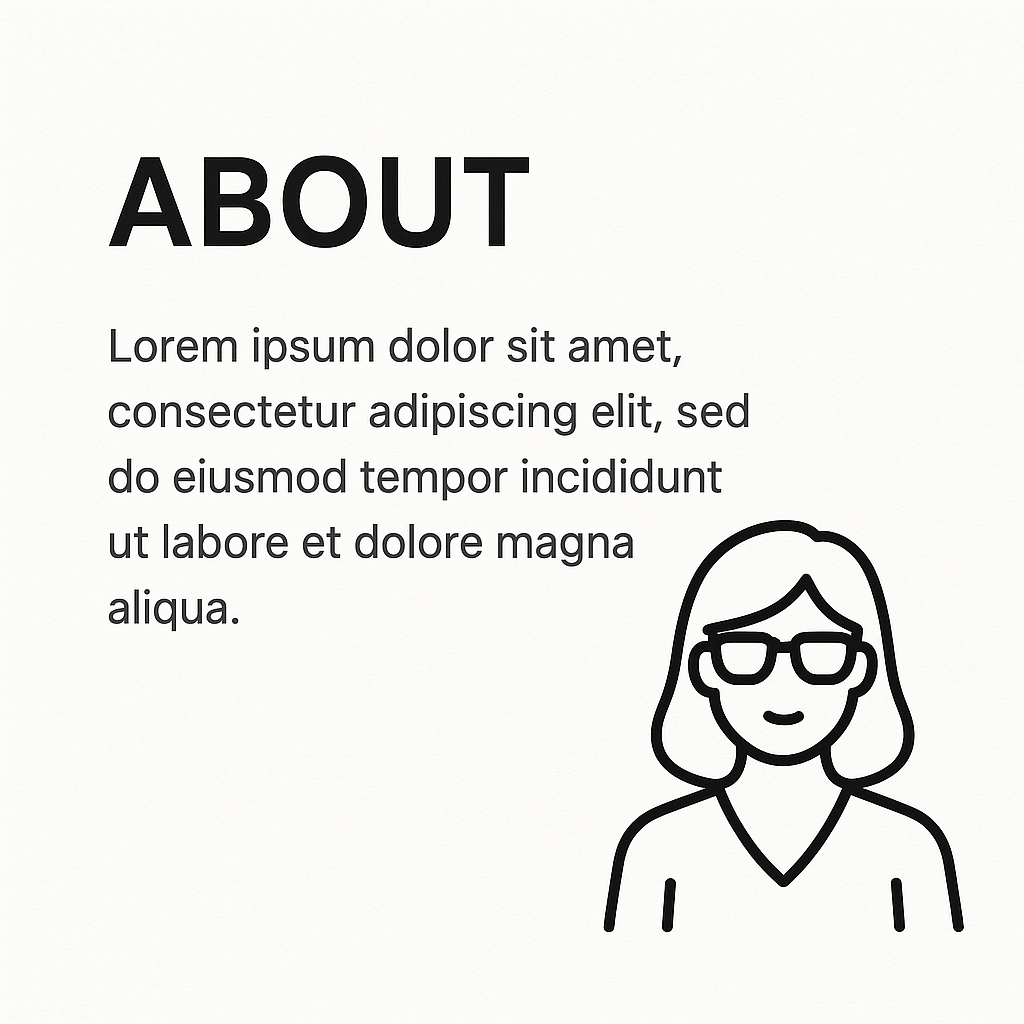 ABOUT
Lorem ipsum dolor sit amet,
consectetur adipiscing elit, sed
do eiusmod tempor incididunt
ut labore et dolore magna
aliqua.